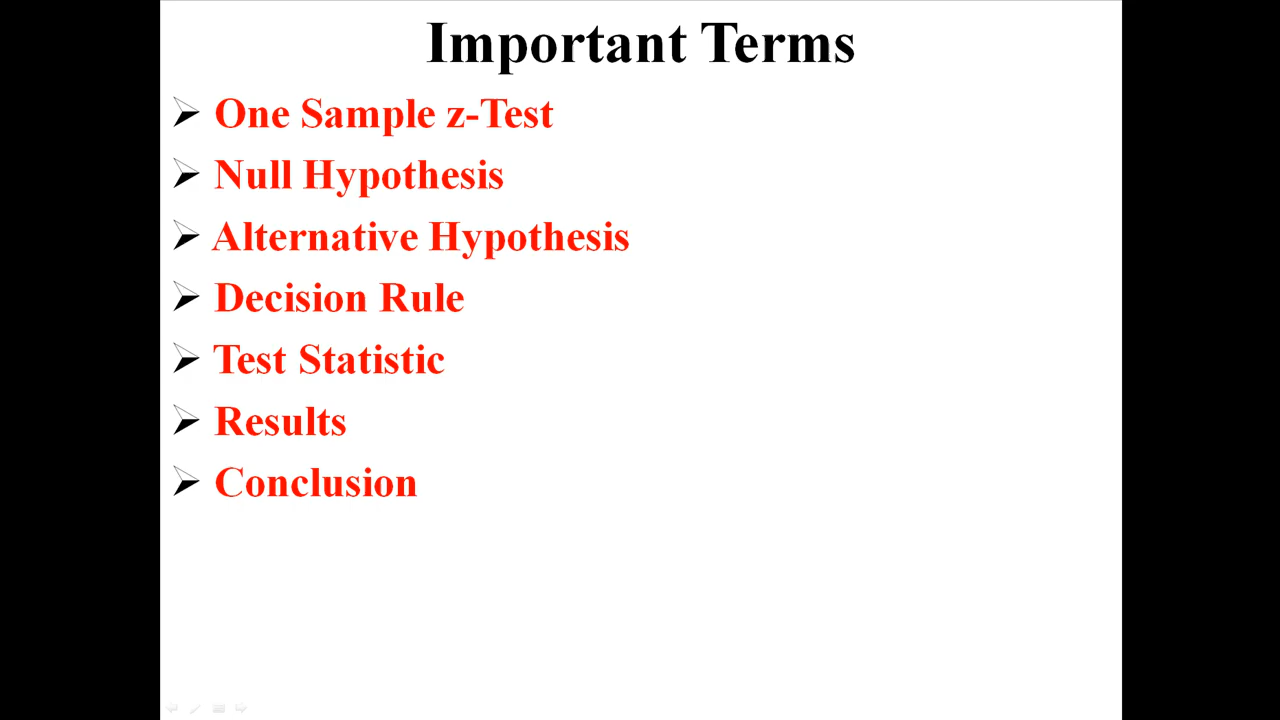 Important Terms
One Sample z-Test
Null Hypothesis
Alternative Hypothesis
Decision Rule
Test Statistic
Results
Conclusion